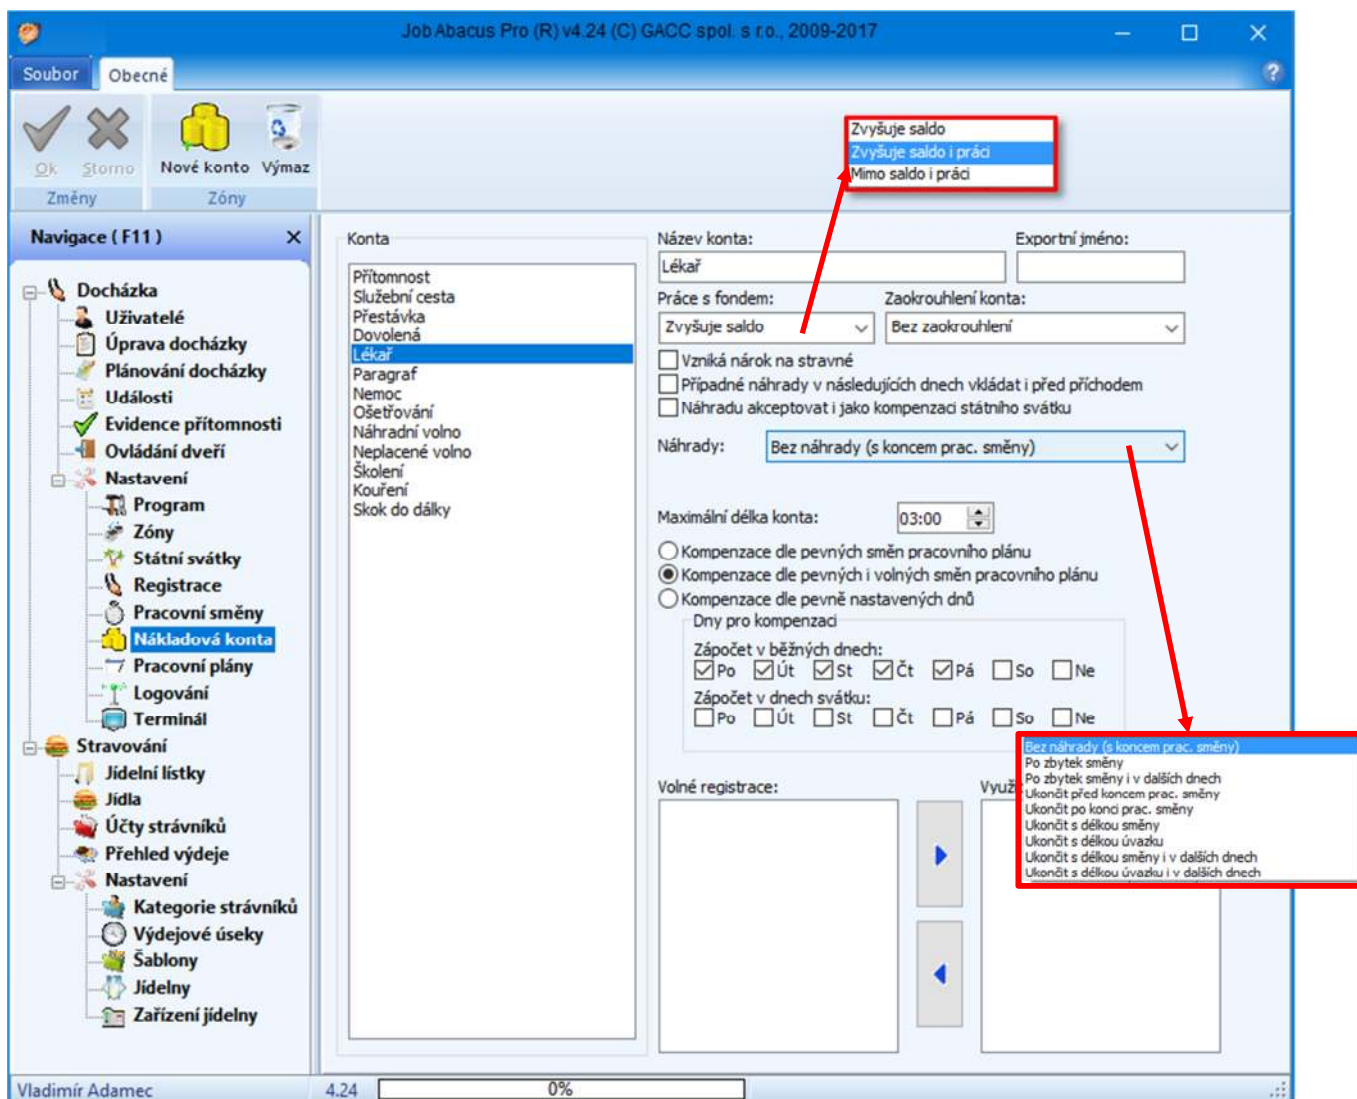 Job Abacus Pro (R) v4.24 (C) GACC spol. s r.o., 2009-2017
Soubor
Obecné
?
Ok
Storno
Nové konto
Výmaz
Změny
Zóny
Zvyšuje saldo
Zvyšuje saldo i práci
Mimo saldo i práci
Navigace ( F11 )
Docházka
Uživatelé
Úprava docházky
Plánování docházky
Události
Evidence přítomnosti
Ovládání dveří
Nastavení
Program
Zóny
Státní svátky
Registrace
Pracovní směny
Nákladová konta
Pracovní plány
Logování
Terminál
Stravování
Jídelní lístky
Jídla
Účty strávníků
Přehled výdeje
Nastavení
Kategorie strávníků
Výdejové úseky
Šablony
Jídelny
Zařízení jídelny
Konta
Přítomnost
Služební cesta
Přestávka
Dovolená
Lékař
Paragraf
Nemoc
Ošetřování
Náhradní volno
Neplacené volno
Školení
Kouření
Skok do dálky
Název konta:
Exportní jméno:
Lékař
Práce s fondem:
Zaokrouhlení konta:
Zvyšuje saldo
Bez zaokrouhlení
Vzniká nárok na stravné
Případné náhrady v následujících dnech vkládat i před příchodem
Náhradu akceptovat i jako kompenzaci státního svátku
Náhrady:
Bez náhrady (s koncem prac. směny)
Maximální délka konta:
03:00
Kompenzace dle pevných směn pracovního plánu
Kompenzace dle pevných i volných směn pracovního plánu
Kompenzace dle pevně nastavených dnů
Dny pro kompenzaci
Zápočet v běžných dnech:
Po Út St Čt Pá So Ne
Zápočet v dnech svátku:
Po Út St Čt Pá So Ne
Bez náhrady (s koncem prac. směny)
Po zbytek směny
Po zbytek směny i v dalších dnech
Ukončit před koncem prac. směny
Ukončit po konci prac. směny
Ukončit s délkou směny
Ukončit s délkou úvazku
Ukončit s délkou směny i v dalších dnech
Ukončit s délkou úvazku i v dalších dnech
Volné registrace:
Využi
Vladimír Adamec
4.24
0%